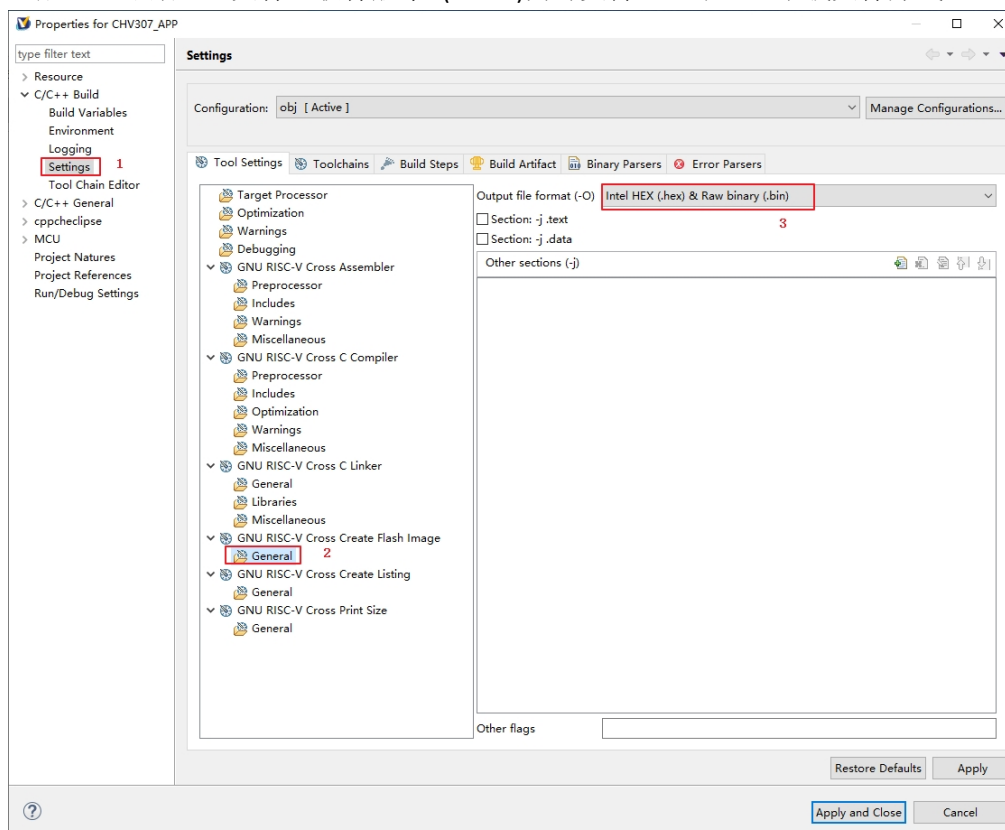 Properties for CHV307_APP
type filter text
Settings
Resource
C/C++ Build
Build Variables
Environment
Logging
Settings 1
Tool Chain Editor
C/C++ General
cppcheclipse
MCU
Project Natures
Project References
Run/Debug Settings
Configuration: obj [ Active ]
Manage Configurations...
Tool Settings Toolchains Build Steps Build Artifact Binary Parsers Error Parsers
Target Processor
Optimization
Warnings
Debugging
GNU RISC-V Cross Assembler
Preprocessor
Includes
Warnings
Miscellaneous
GNU RISC-V Cross C Compiler
Preprocessor
Includes
Optimization
Warnings
Miscellaneous
GNU RISC-V Cross C Linker
General
Libraries
Miscellaneous
GNU RISC-V Cross Create Flash Image
General 2
GNU RISC-V Cross Create Listing
General
GNU RISC-V Cross Print Size
General
Output file format (-O) Intel HEX (.hex) & Raw binary (.bin)
3
Section: -j .text
Section: -j .data
Other sections (-j)
Other flags
Restore Defaults Apply
Apply and Close Cancel